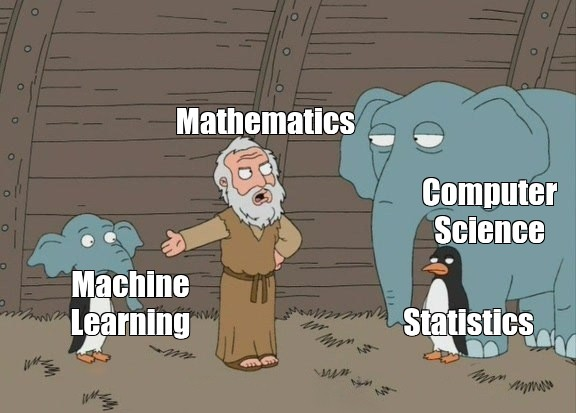 Mathematics
Computer
Science
Machine
Learning
Statistics